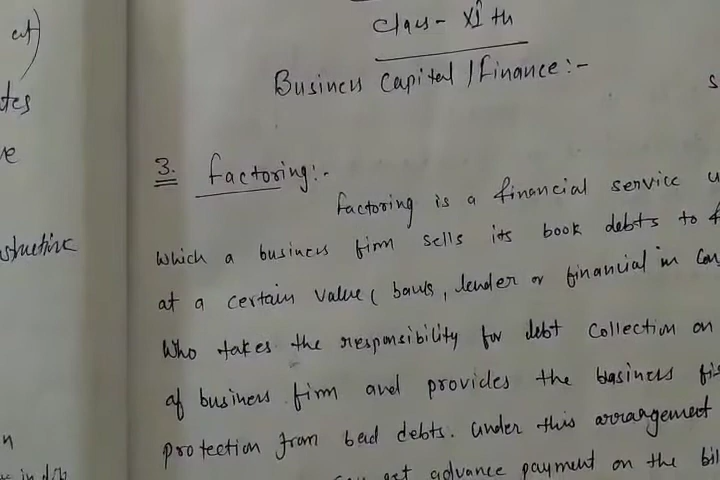 Class - XIth
Business Capital / Finance :-
3. factoring :-
factoring is a financial service
which a business firm sells its book debts to
at a certain value ( banks, lender or financial in
who takes the responsibility for debt collection on
of business firm and provides the business
protection from bad debts. under this arrangement
advance payment on the